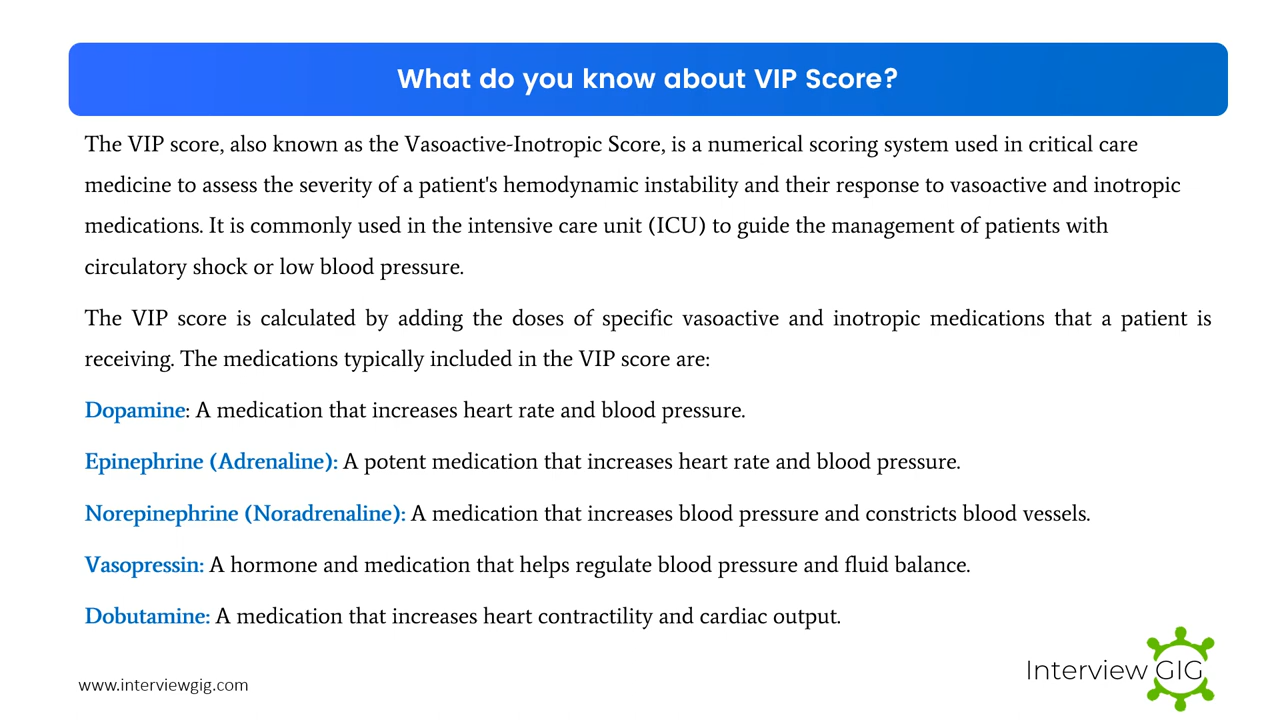 What do you know about VIP Score?
The VIP score, also known as the Vasoactive-Inotropic Score, is a numerical scoring system used in critical care
medicine to assess the severity of a patient's hemodynamic instability and their response to vasoactive and inotropic
medications. It is commonly used in the intensive care unit (ICU) to guide the management of patients with
circulatory shock or low blood pressure.
The VIP score is calculated by adding the doses of specific vasoactive and inotropic medications that a patient is
receiving. The medications typically included in the VIP score are:
Dopamine: A medication that increases heart rate and blood pressure.
Epinephrine (Adrenaline): A potent medication that increases heart rate and blood pressure.
Norepinephrine (Noradrenaline): A medication that increases blood pressure and constricts blood vessels.
Vasopressin: A hormone and medication that helps regulate blood pressure and fluid balance.
Dobutamine: A medication that increases heart contractility and cardiac output.
www.interviewgig.com
Interview GIG